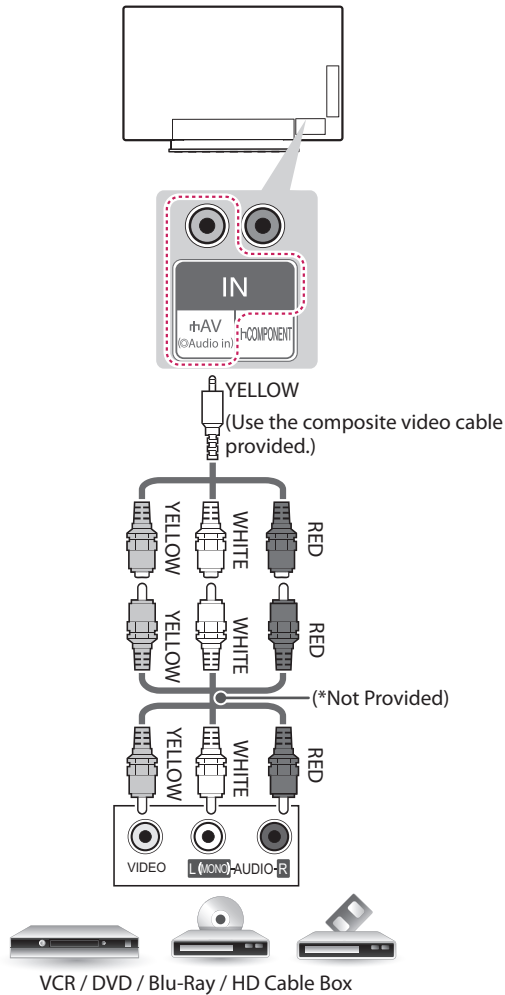 IN
AV
(Audio in)
COMPONENT
YELLOW
(Use the composite video cable
provided.)
YELLOW
WHITE
RED
YELLOW
WHITE
RED
(*Not Provided)
YELLOW
WHITE
RED
VIDEO
L(MONO)-AUDIO-R
VCR / DVD / Blu-Ray / HD Cable Box